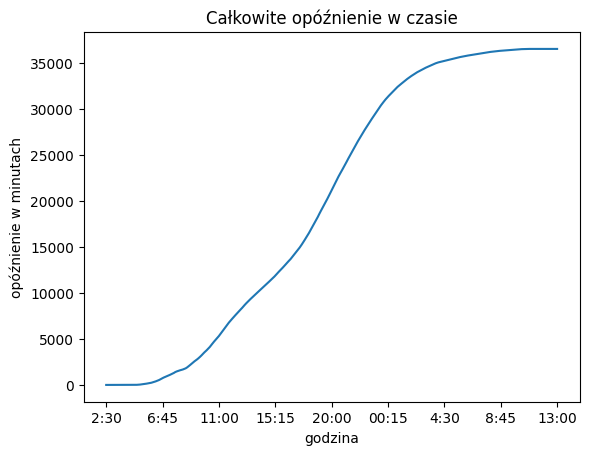 Całkowite opóźnienie w czasie
35000
30000
25000
20000
15000
10000
5000
0
opóźnienie w minutach
2:30 6:45 11:00 15:15 20:00 00:15 4:30 8:45 13:00
godzina